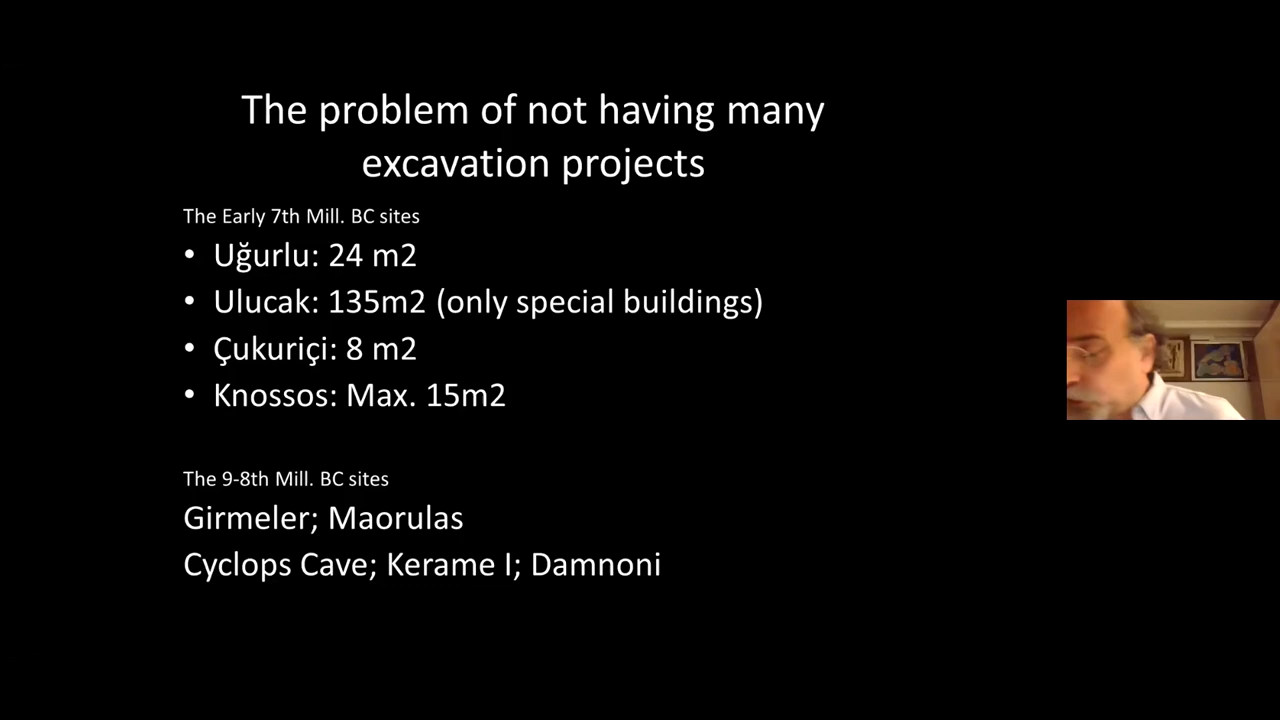 The problem of not having many
excavation projects
The Early 7th Mill. BC sites
• Uğurlu: 24 m2
• Ulucak: 135m2 (only special buildings)
• Çukuriçi: 8 m2
• Knossos: Max. 15m2
The 9-8th Mill. BC sites
Girmeler; Maorulas
Cyclops Cave; Kerame I; Damnoni